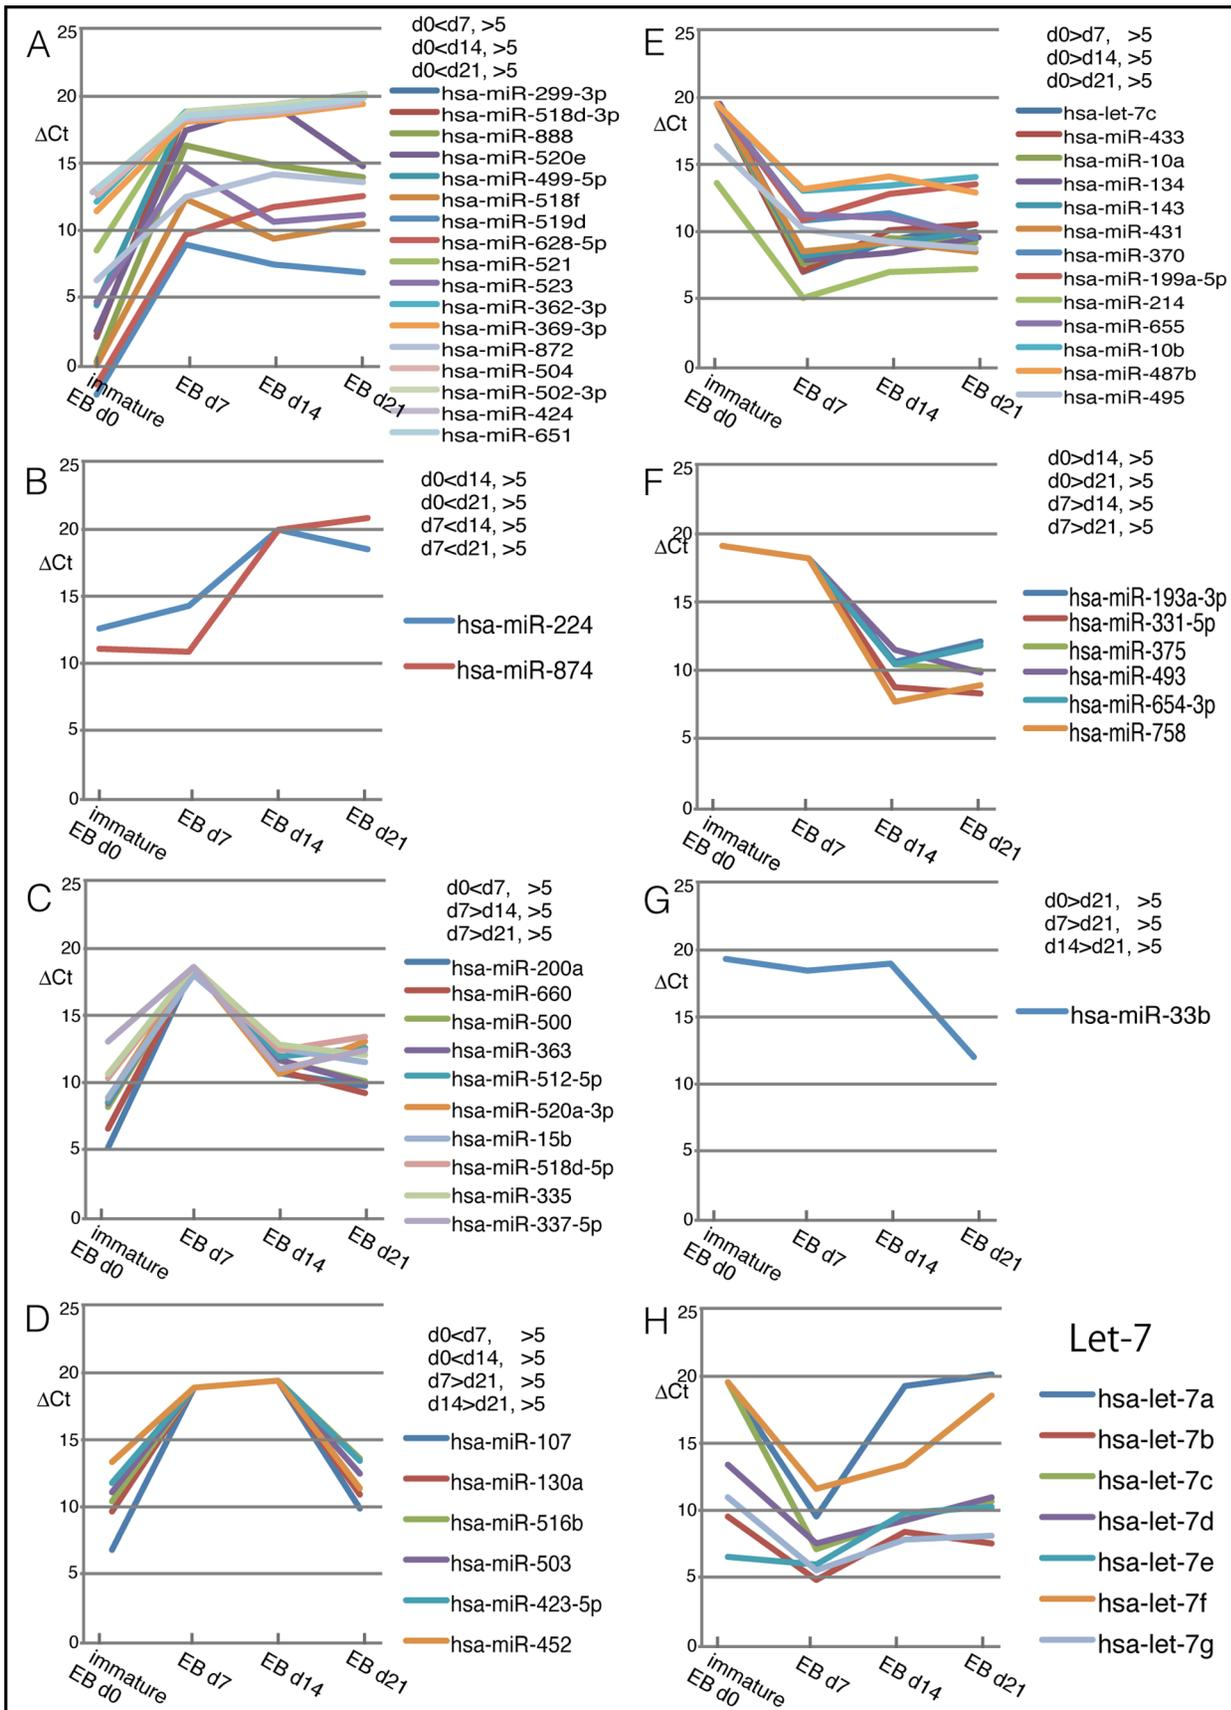 A
d0<d7, >5
d0<d14, >5
d0<d21, >5
25
20
ΔCt
15
10
5
0
immature
EB d0
EB d7
EB d14
EB d21
hsa-miR-299-3p
hsa-miR-518d-3p
hsa-miR-888
hsa-miR-520e
hsa-miR-499-5p
hsa-miR-518f
hsa-miR-519d
hsa-miR-628-5p
hsa-miR-521
hsa-miR-523
hsa-miR-362-3p
hsa-miR-369-3p
hsa-miR-872
hsa-miR-504
hsa-miR-502-3p
hsa-miR-424
hsa-miR-651
B
d0<d14, >5
d0<d21, >5
d7<d14, >5
d7<d21, >5
25
20
ΔCt
15
10
5
0
immature
EB d0
EB d7
EB d14
EB d21
hsa-miR-224
hsa-miR-874
C
d0<d7, >5
d7>d14, >5
d7>d21, >5
25
20
ΔCt
15
10
5
0
immature
EB d0
EB d7
EB d14
EB d21
hsa-miR-200a
hsa-miR-660
hsa-miR-500
hsa-miR-363
hsa-miR-512-5p
hsa-miR-520a-3p
hsa-miR-15b
hsa-miR-518d-5p
hsa-miR-335
hsa-miR-337-5p
D
d0<d7, >5
d0<d14, >5
d7>d21, >5
d14>d21, >5
25
20
ΔCt
15
10
5
0
immature
EB d0
EB d7
EB d14
EB d21
hsa-miR-107
hsa-miR-130a
hsa-miR-516b
hsa-miR-503
hsa-miR-423-5p
hsa-miR-452
E
d0>d7, >5
d0>d14, >5
d0>d21, >5
25
20
ΔCt
15
10
5
0
immature
EB d0
EB d7
EB d14
EB d21
hsa-let-7c
hsa-miR-433
hsa-miR-10a
hsa-miR-134
hsa-miR-143
hsa-miR-431
hsa-miR-370
hsa-miR-199a-5p
hsa-miR-214
hsa-miR-655
hsa-miR-10b
hsa-miR-487b
hsa-miR-495
F
d0>d14, >5
d0>d21, >5
d7>d14, >5
d7>d21, >5
25
20
ΔCt
15
10
5
0
immature
EB d0
EB d7
EB d14
EB d21
hsa-miR-193a-3p
hsa-miR-331-5p
hsa-miR-375
hsa-miR-493
hsa-miR-654-3p
hsa-miR-758
G
d0>d21, >5
d7>d21, >5
d14>d21, >5
25
20
ΔCt
15
10
5
0
immature
EB d0
EB d7
EB d14
EB d21
hsa-miR-33b
H
Let-7
25
20
ΔCt
15
10
5
0
immature
EB d0
EB d7
EB d14
EB d21
hsa-let-7a
hsa-let-7b
hsa-let-7c
hsa-let-7d
hsa-let-7e
hsa-let-7f
hsa-let-7g